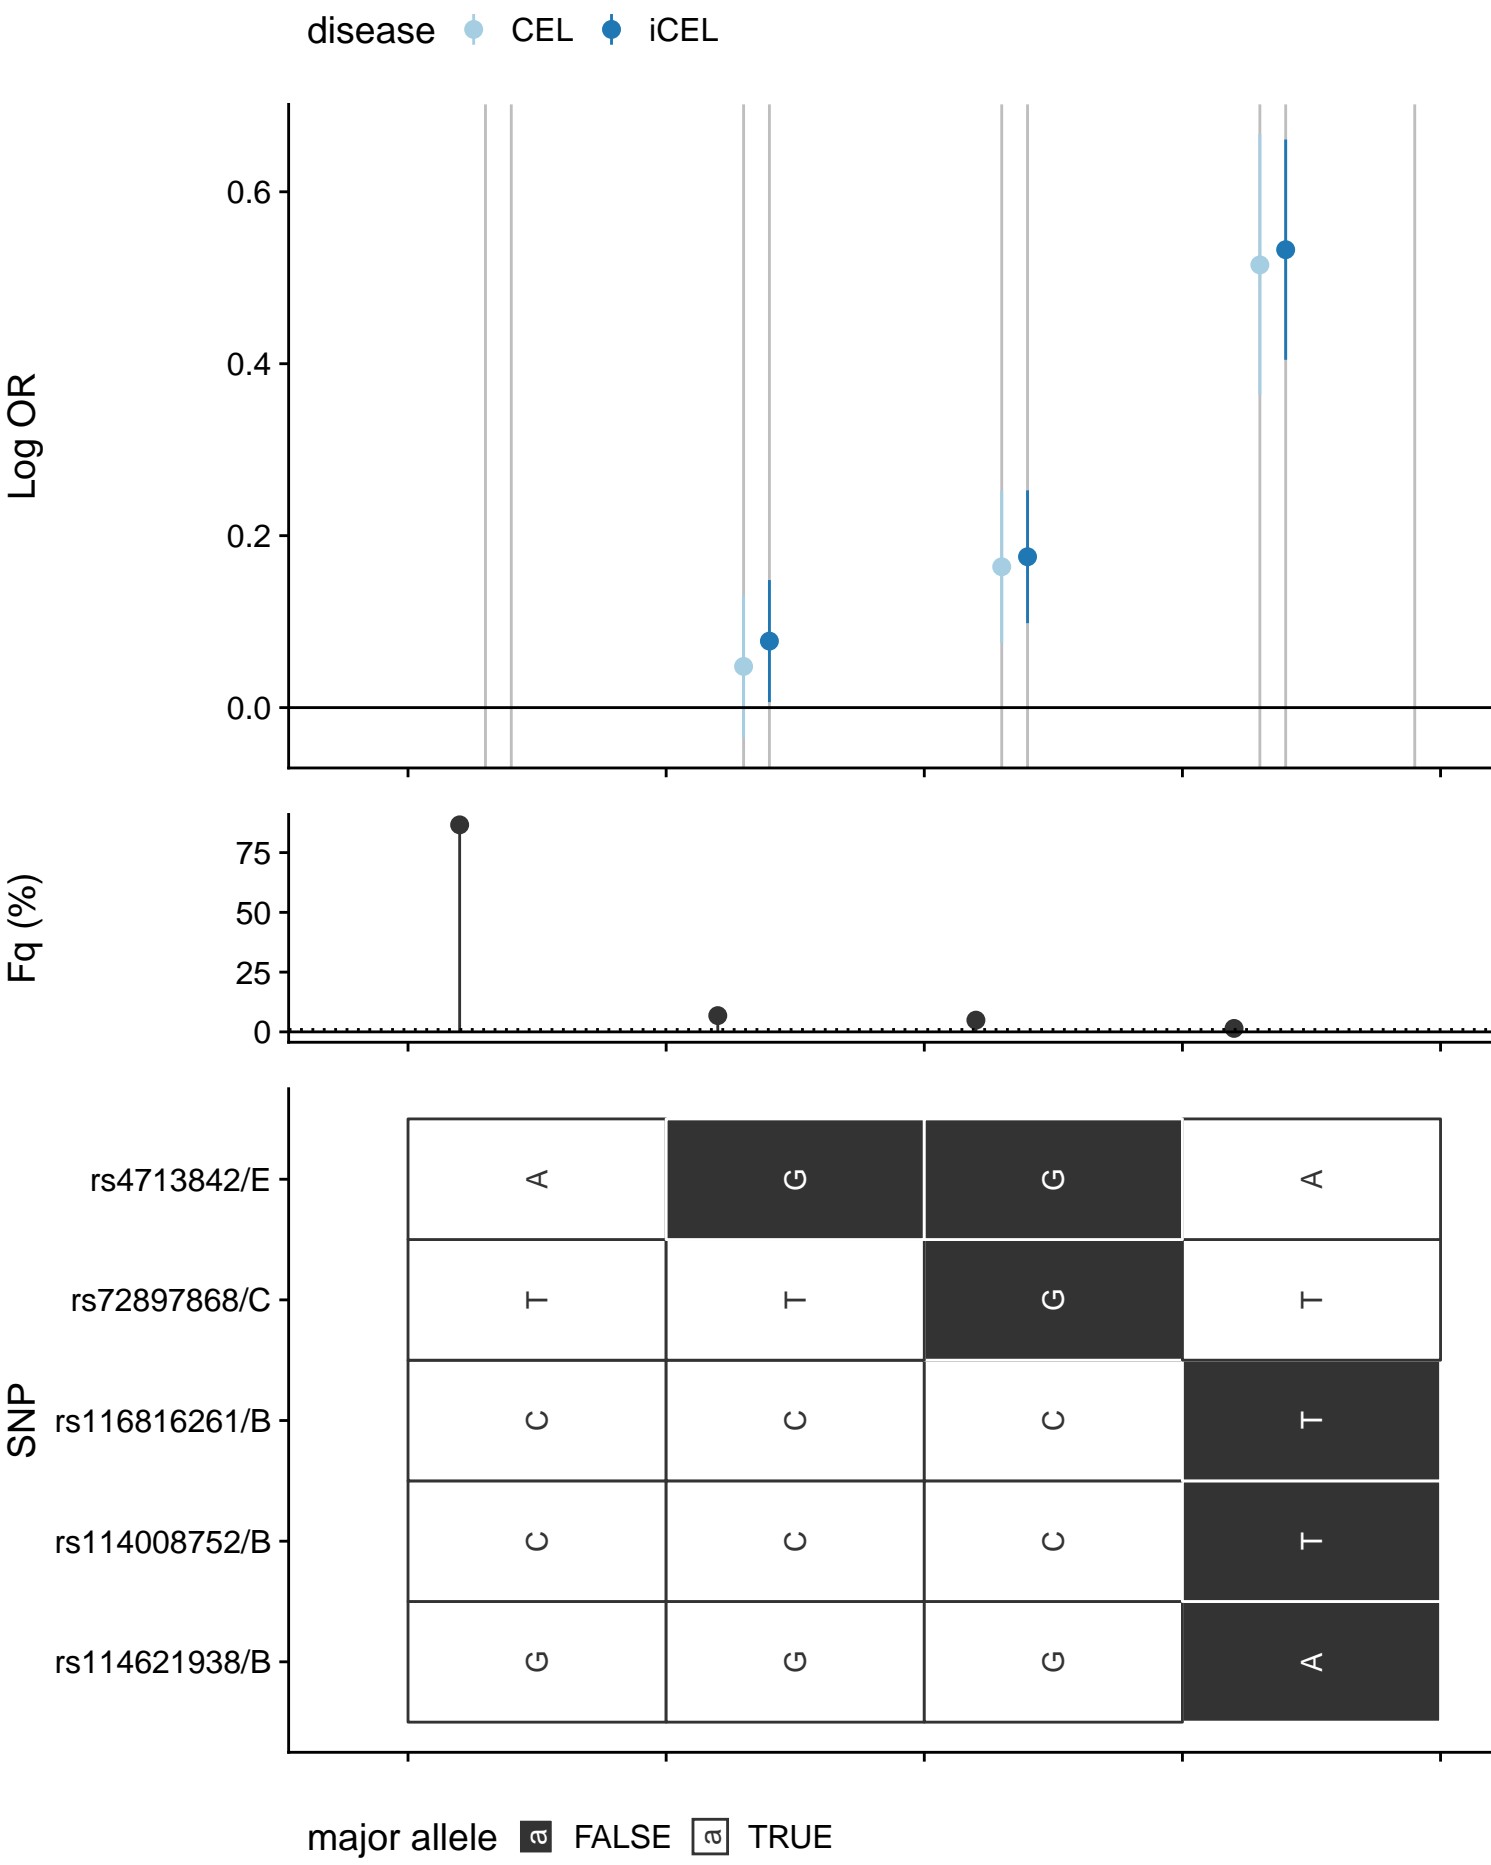 disease CEL iCEL
Log OR
0.6
0.4
0.2
0.0
Fq (%)
75
50
25
0
SNP
rs4713842/E A G G A
rs72897868/C T T G T
rs116816261/B C C C T
rs114008752/B C C C T
rs114621938/B G G G A
major allele a FALSE a TRUE